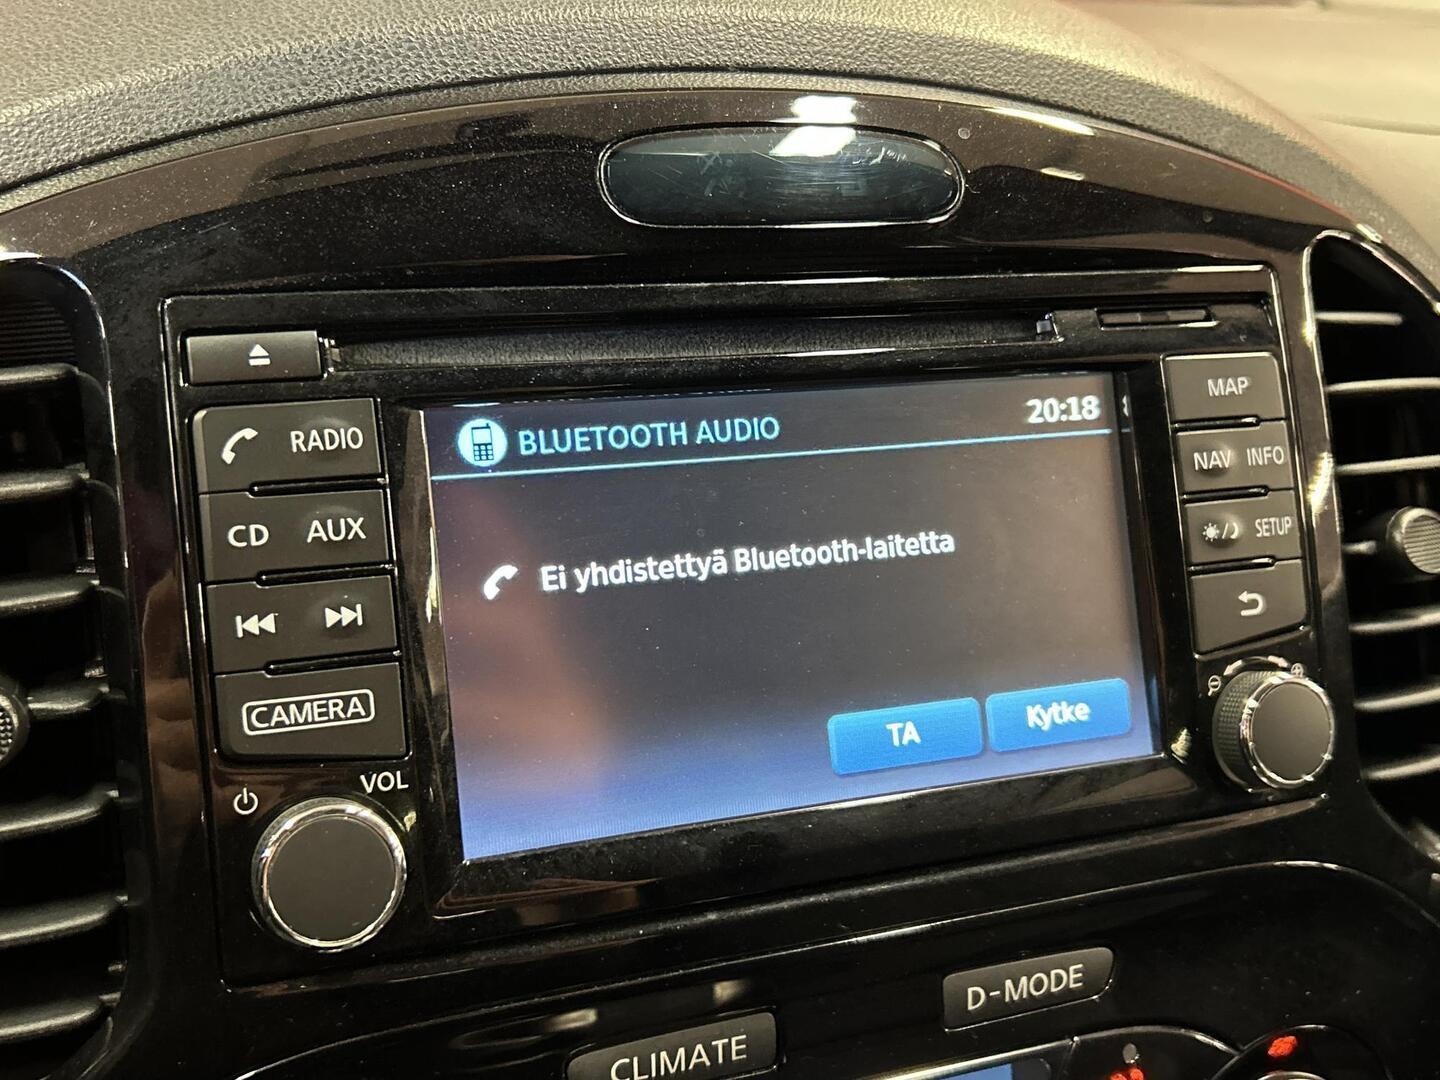 BLUETOOTH AUDIO 20:18
Ei yhdistettyä Bluetooth-laitetta
TA Kytke
RADIO
CD AUX
CAMERA
VOL
MAP
NAV INFO
SETUP
D-MODE
CLIMATE